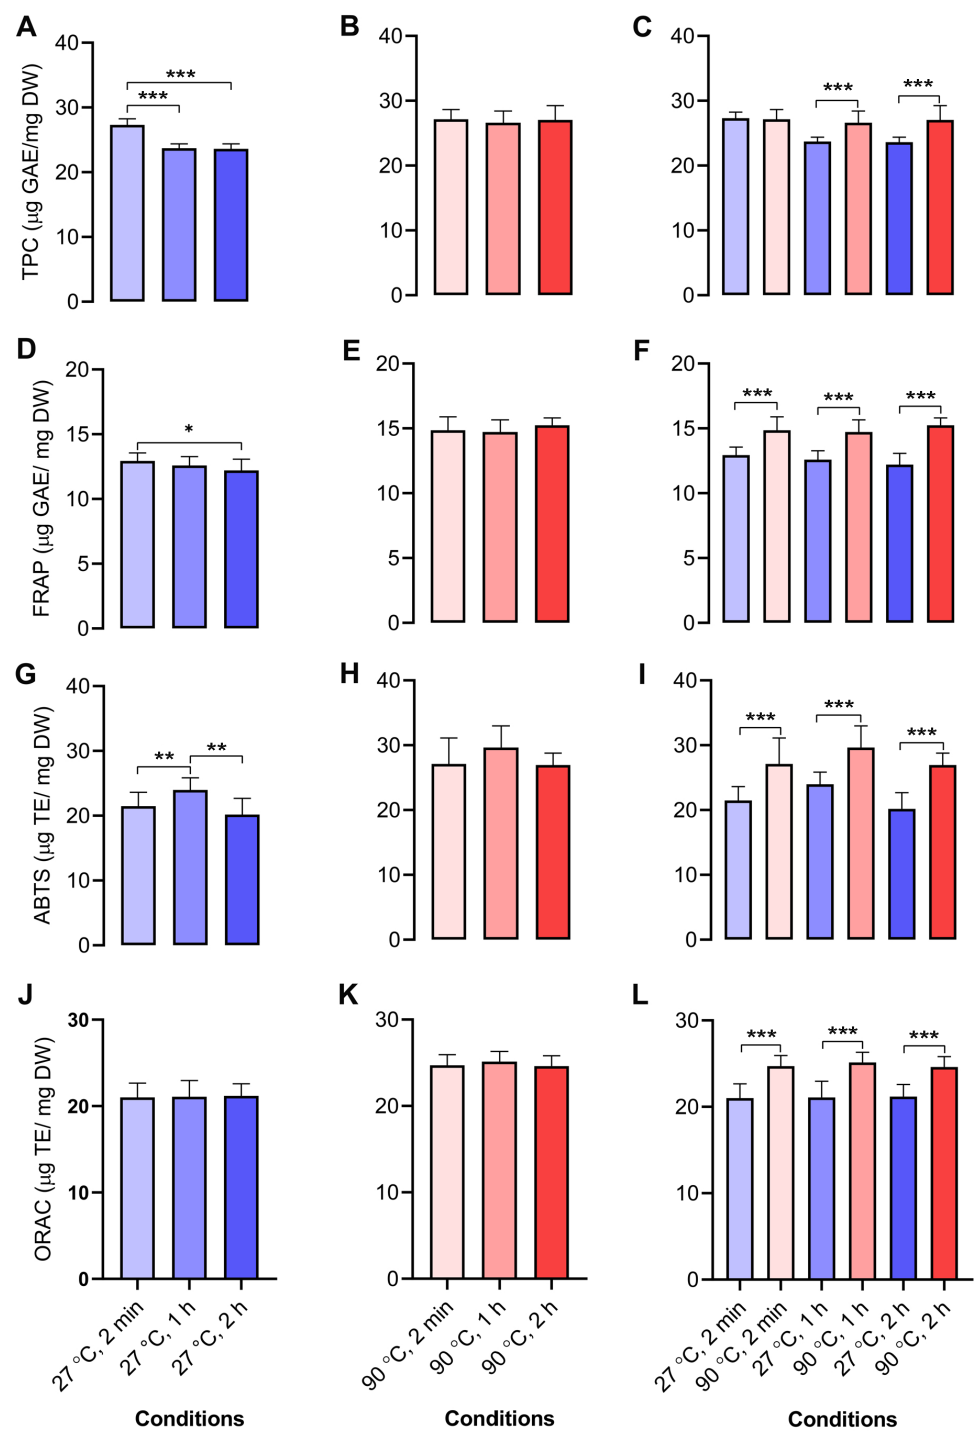 A
TPC (µg GAE/mg DW)
40
30
20
10
0
***
***
B
40
30
20
10
0
C
40
30
20
10
0
***
***
D
FRAP (µg GAE/ mg DW)
20
15
10
5
0
*
E
20
15
10
5
0
F
20
15
10
5
0
***
***
***
G
ABTS (µg TE/ mg DW)
40
30
20
10
0
**
**
H
40
30
20
10
0
I
40
30
20
10
0
***
***
***
J
ORAC (µg TE/ mg DW)
30
20
10
0
27 °C, 2 min
27 °C, 1 h
27 °C, 2 h
Conditions
K
30
20
10
0
90 °C, 2 min
90 °C, 1 h
90 °C, 2 h
Conditions
L
30
20
10
0
***
***
***
27 °C, 2 min
90 °C, 2 min
27 °C, 1 h
90 °C, 1 h
27 °C, 2 h
90 °C, 2 h
Conditions